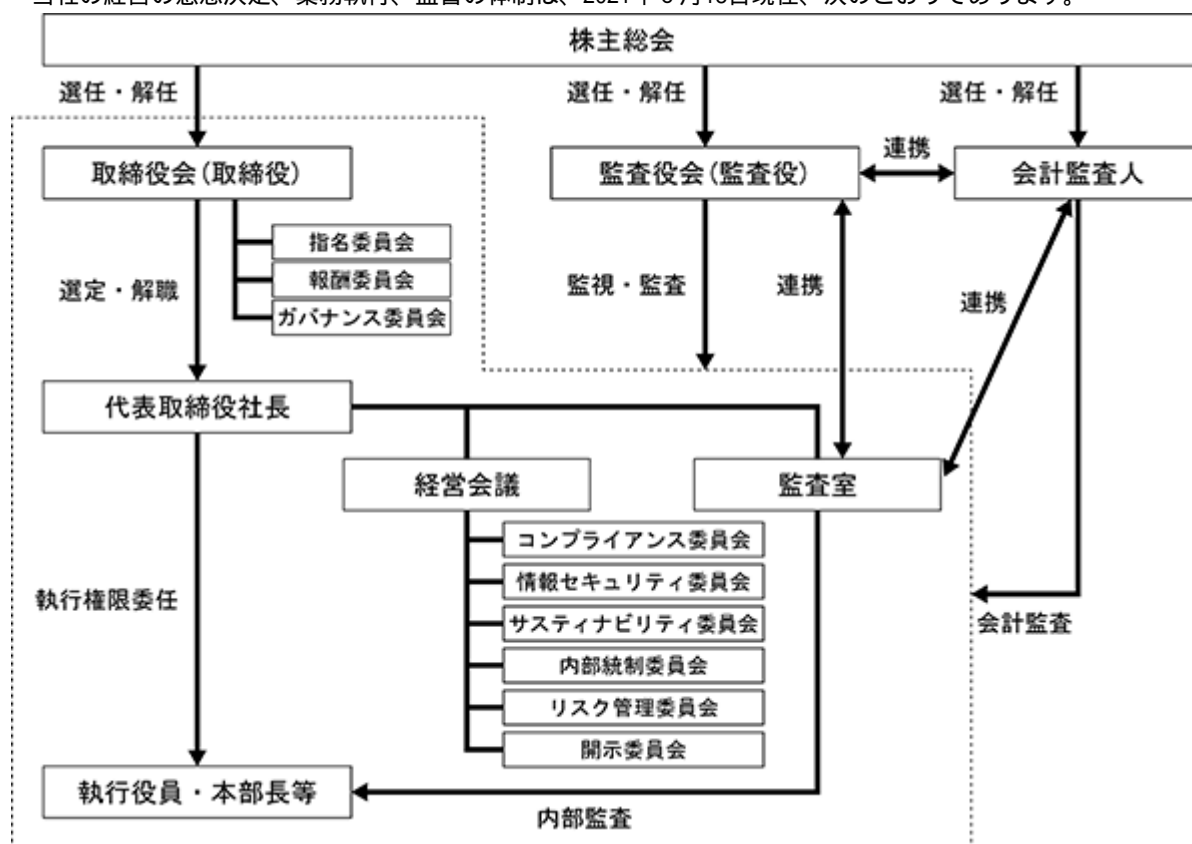 株主総会
選任・解任
選任・解任
選任・解任
取締役会(取締役)
監査役会(監査役)
連携
会計監査人
指名委員会
報酬委員会
ガバナンス委員会
選定・解職
監視・監査
連携
連携
代表取締役社長
経営会議
監査室
コンプライアンス委員会
情報セキュリティ委員会
サスティナビリティ委員会
内部統制委員会
リスク管理委員会
開示委員会
執行権限委任
会計監査
執行役員・本部長等
内部監査